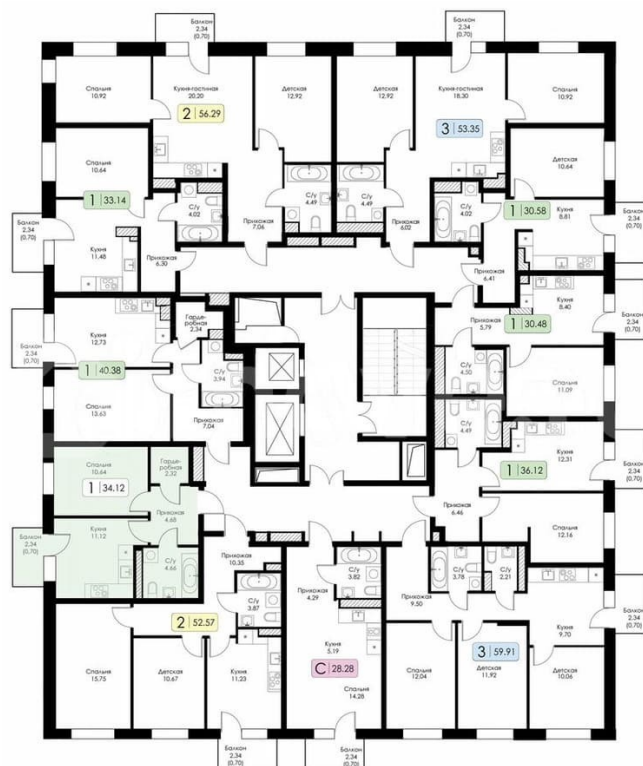 Балкон
2,34
(0,70)
Балкон
2,34
(0,70)
Спальня
10.92
Кухня-гостиная
20.20
2 56.29
Детская
12.92
Детская
12.92
Кухня-гостиная
18.30
3 53.35
Спальня
10.92
Спальня
10.64
Детская
10.64
1 33.14
С/у
4.02
С/у
4.49
С/у
4.49
С/у
4.02
1 30.58
Кухня
8.81
Балкон
2,34
(0,70)
Балкон
2,34
(0,70)
Кухня
11.48
Прихожая
6.30
Прихожая
7.06
Прихожая
6.02
Прихожая
6.41
Кухня
8.40
Балкон
2,34
(0,70)
Кухня
12.73
Гарде-
робная
2.34
Прихожая
5.79
1 30.48
Балкон
2,34
(0,70)
1 40.38
С/у
3.94
С/у
4.50
Спальня
11.09
Спальня
13.63
Прихожая
7.04
С/у
4.49
1 36.12
Кухня
12.31
Балкон
2,34
(0,70)
Спальня
10.64
Гарде-
робная
2.32
1 34.12
Прихожая
4.68
Прихожая
6.46
Спальня
12.16
Балкон
2,34
(0,70)
Кухня
11.12
С/у
4.66
Прихожая
10.35
С/у
3.87
Прихожая
4.29
С/у
3.82
С/у
3.78
С/у
2.21
Прихожая
9.50
Кухня
9.70
Балкон
2,34
(0,70)
2 52.57
Спальня
15.75
Детская
10.67
Кухня
11.23
Кухня
5.19
С 28.28
Спальня
14.28
Спальня
12.04
3 59.91
Детская
11.92
Детская
10.06
Балкон
2,34
(0,70)
Балкон
2,34
(0,70)